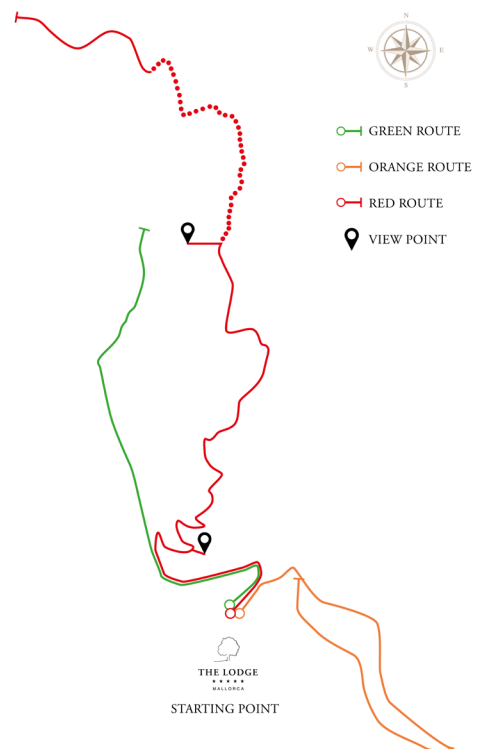 N
W
E
S
GREEN ROUTE
ORANGE ROUTE
RED ROUTE
VIEW POINT
THE LODGE
MALLORCA
STARTING POINT